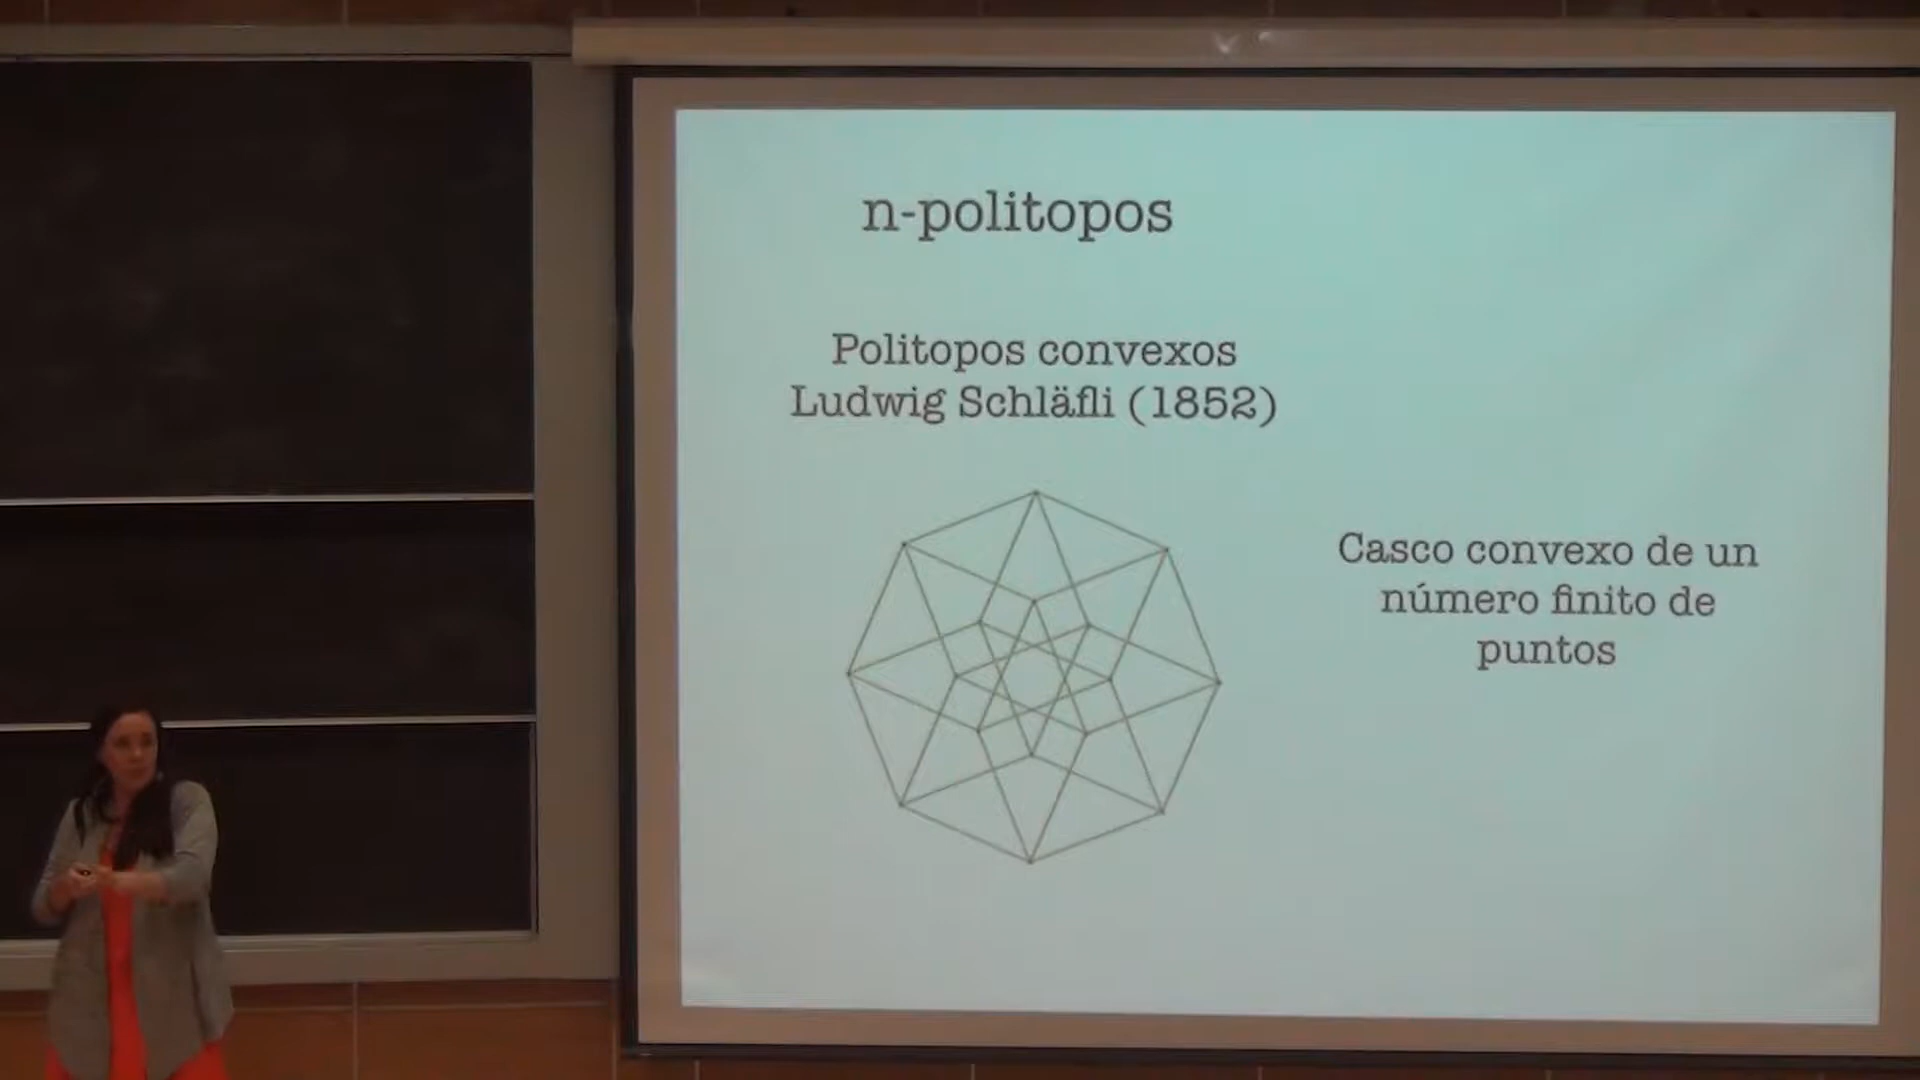 n-politopos
Politopos convexos
Ludwig Schläfli (1852)
Casco convexo de un
número finito de
puntos